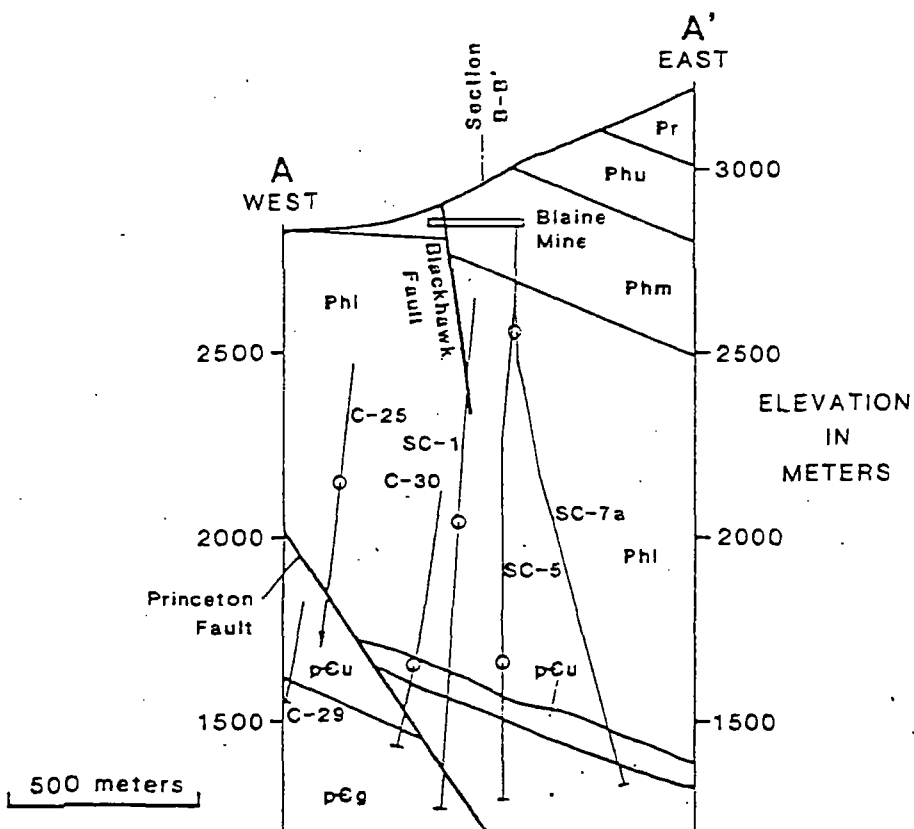 A'
EAST
Section
B-B'
A
WEST
Pr
Phu
3000
Blaine
Mine
Blackhawk
Fault
Phl
Phm
2500
2500
ELEVATION
IN
METERS
C-25
SC-1
C-30
SC-7a
2000
2000
Phl
SC-5
Princeton
Fault
pЄu
pЄu
C-29
1500
1500
500 meters
pЄg